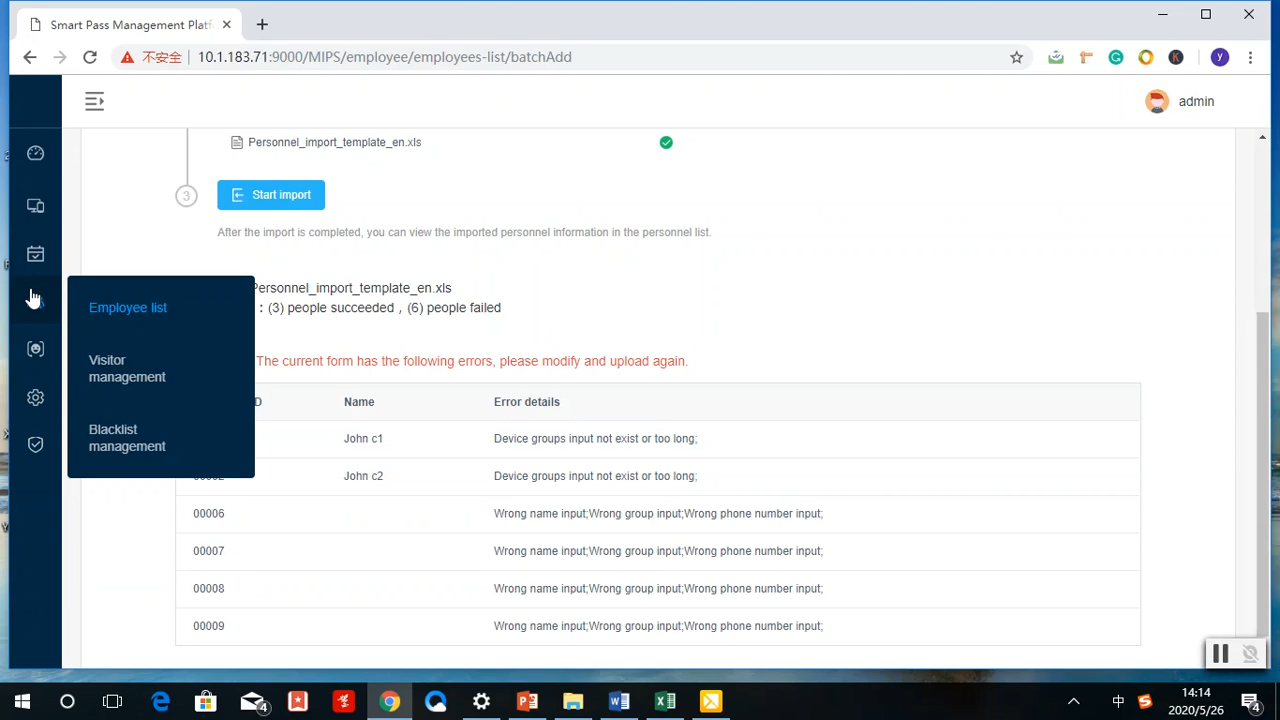 Smart Pass Management Platf
不安全
10.1.183.71:9000/MIPS/employee/employees-list/batchAdd
admin
Personnel_import_template_en.xls
3
Start import
After the import is completed, you can view the imported personnel information in the personnel list.
Personnel_import_template_en.xls
: (3) people succeeded , (6) people failed
Employee list
Visitor
management
Blacklist
management
The current form has the following errors, please modify and upload again.
D Name Error details
John c1 Device groups input not exist or too long;
John c2 Device groups input not exist or too long;
00006 Wrong name input;Wrong group input;Wrong phone number input;
00007 Wrong name input;Wrong group input;Wrong phone number input;
00008 Wrong name input;Wrong group input;Wrong phone number input;
00009 Wrong name input;Wrong group input;Wrong phone number input;
4
中
14:14
2020/5/26
4